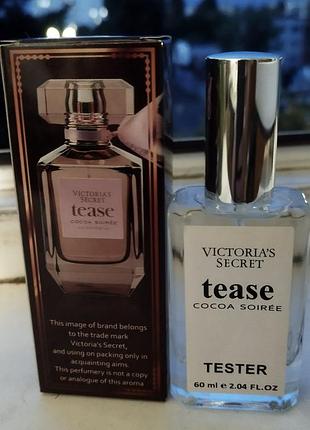 VICTORIA'S SECRET
tease
COCOA SOIRÉE
This image of brand belongs
to the trade mark
Victoria's Secret,
and using on packing only in
acquainting aims.
This perfumery is not a copy
or analogue of this aroma
VICTORIA'S
SECRET
tease
COCOA SOIRÉE
TESTER
60 ml e 2.04 FL.OZ